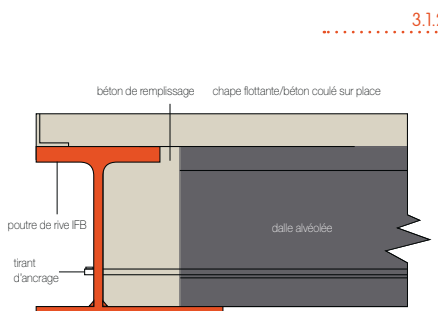 3.1.2
béton de remplissage
chape flottante/béton coulé sur place
poutre de rive IFB
dalle alvéolée
tirant
d'ancrage